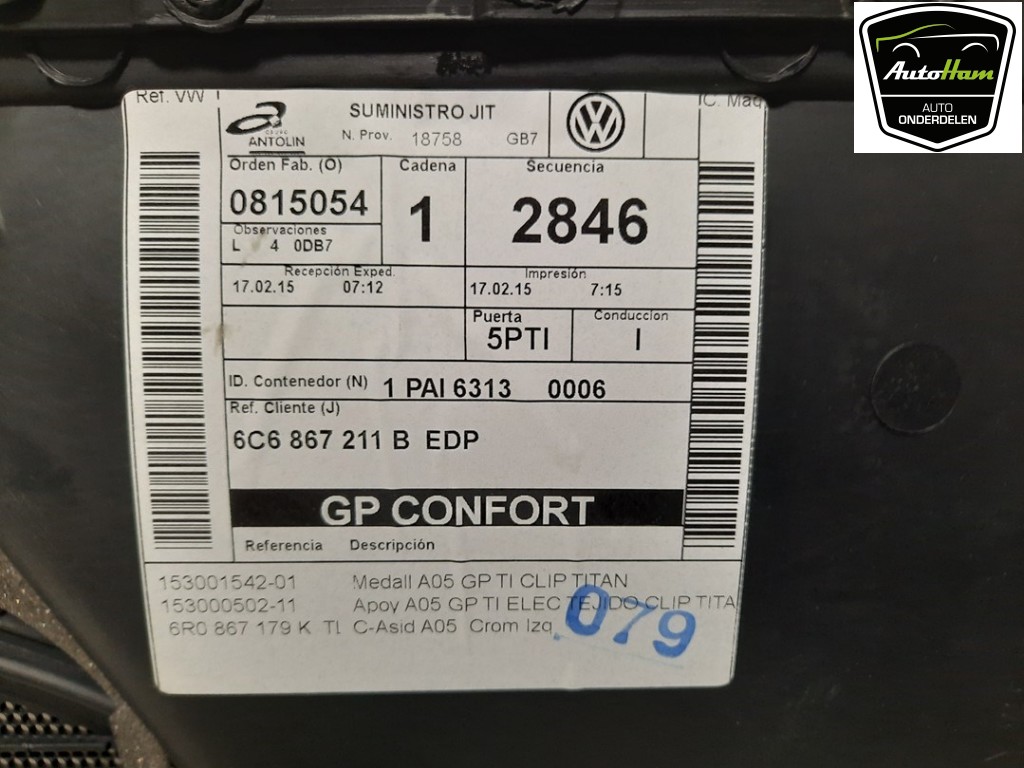 AutoHam
AUTO
ONDERDELEN
Ref. VW
GRUPO
ANTOLIN
SUMINISTRO JIT
N. Prov. 18758 GB7
C. Maq
Orden Fab. (O)
0815054
Cadena
1
Secuencia
2846
Observaciones
L 4 0DB7
Recepción Exped.
17.02.15 07:12
Impresión
17.02.15 7:15
Puerta
5PTI
Conduccion
I
ID. Contenedor (N) 1 PAI 6313 0006
Ref. Cliente (J)
6C6 867 211 B EDP
GP CONFORT
Referencia Descripción
153001542-01 Medall A05 GP TI CLIP TITAN
153000502-11 Apoy A05 GP TI ELEC TEJIDO CLIP TITA
6R0 867 179 K TI C-Asid A05 Crom Izq
079